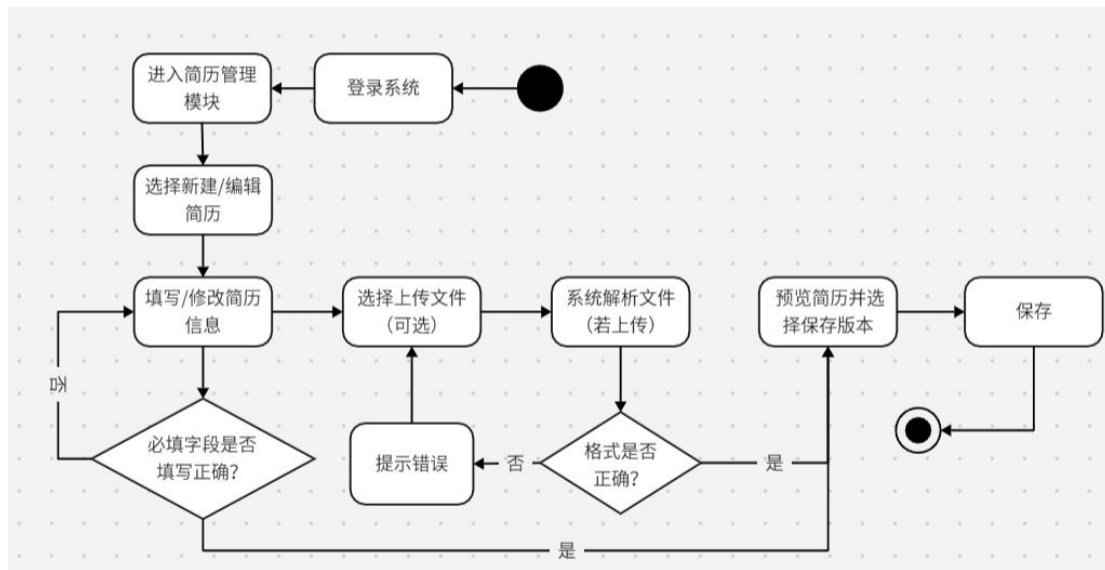 进入简历管理
模块
登录系统
选择新建/编辑
简历
填写/修改简历
信息
选择上传文件
（可选）
系统解析文件
（若上传）
预览简历并选
择保存版本
保存
否
必填字段是否
填写正确？
提示错误
否
格式是否
正确？
是
是